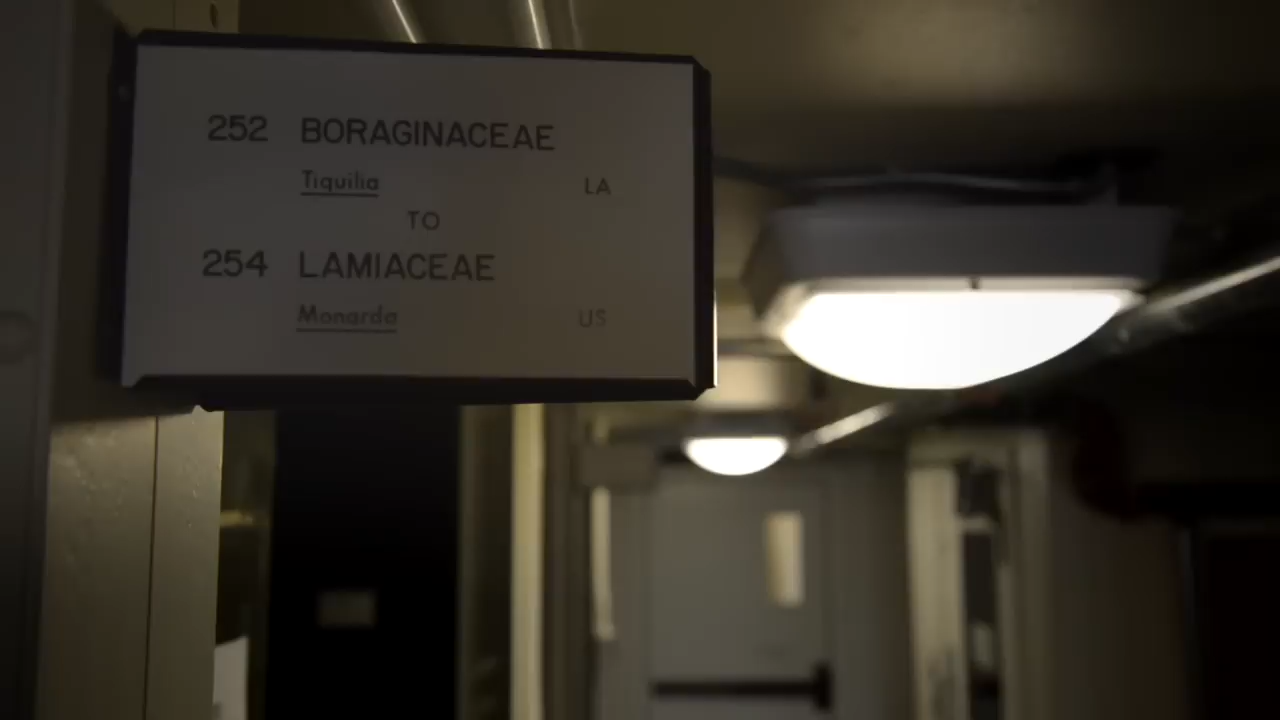 252 BORAGINACEAE
Tiquilia LA
TO
254 LAMIACEAE
Monarda US